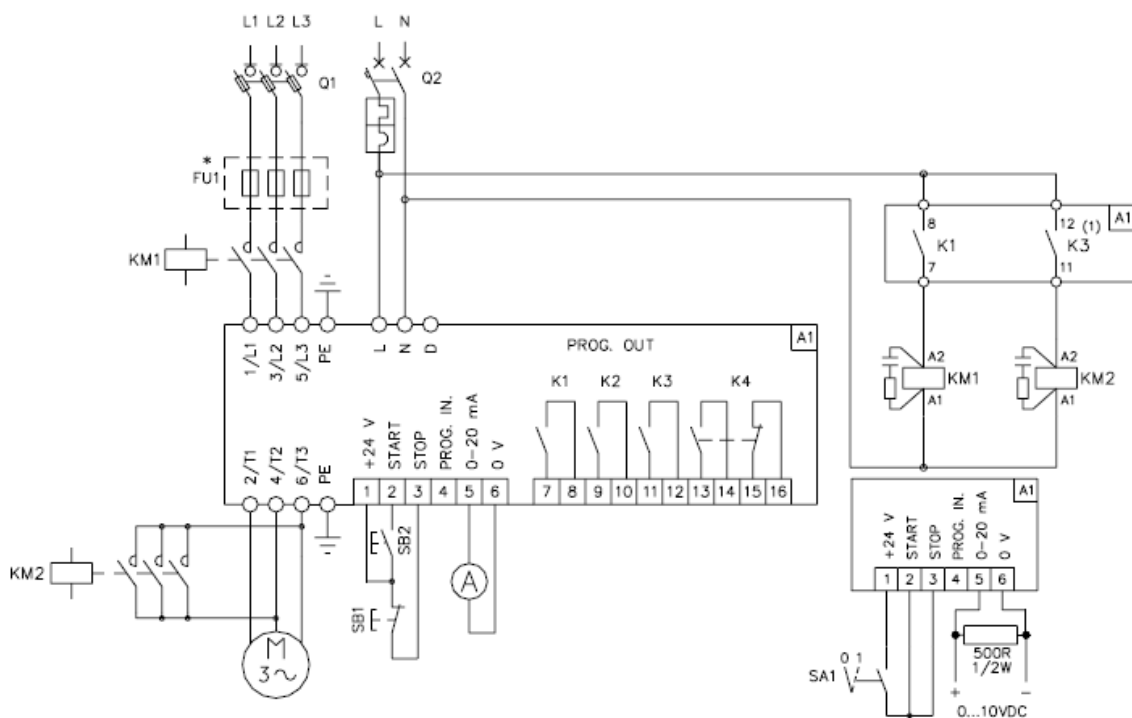 L1 L2 L3
L N
Q1
Q2
*
FU1
KM1
8
K1
7
12 (1)
K3
11
A1
1/L1
3/L2
5/L3
PE
L
N
D
PROG. OUT
A1
K1
K2
K3
K4
+24 V
START
STOP
PROG. IN.
0-20 mA
0 V
2/T1
4/T2
6/T3
PE
1 2 3 4 5 6
7 8 9 10 11 12 13 14 15 16
A2
KM1
A1
A2
KM2
A1
KM2
SB2
SB1
A
M
3~
A1
+24 V
START
STOP
PROG. IN.
0-20 mA
0 V
1 2 3 4 5 6
SA1
0 1
500R
1/2W
+ -
0...10VDC